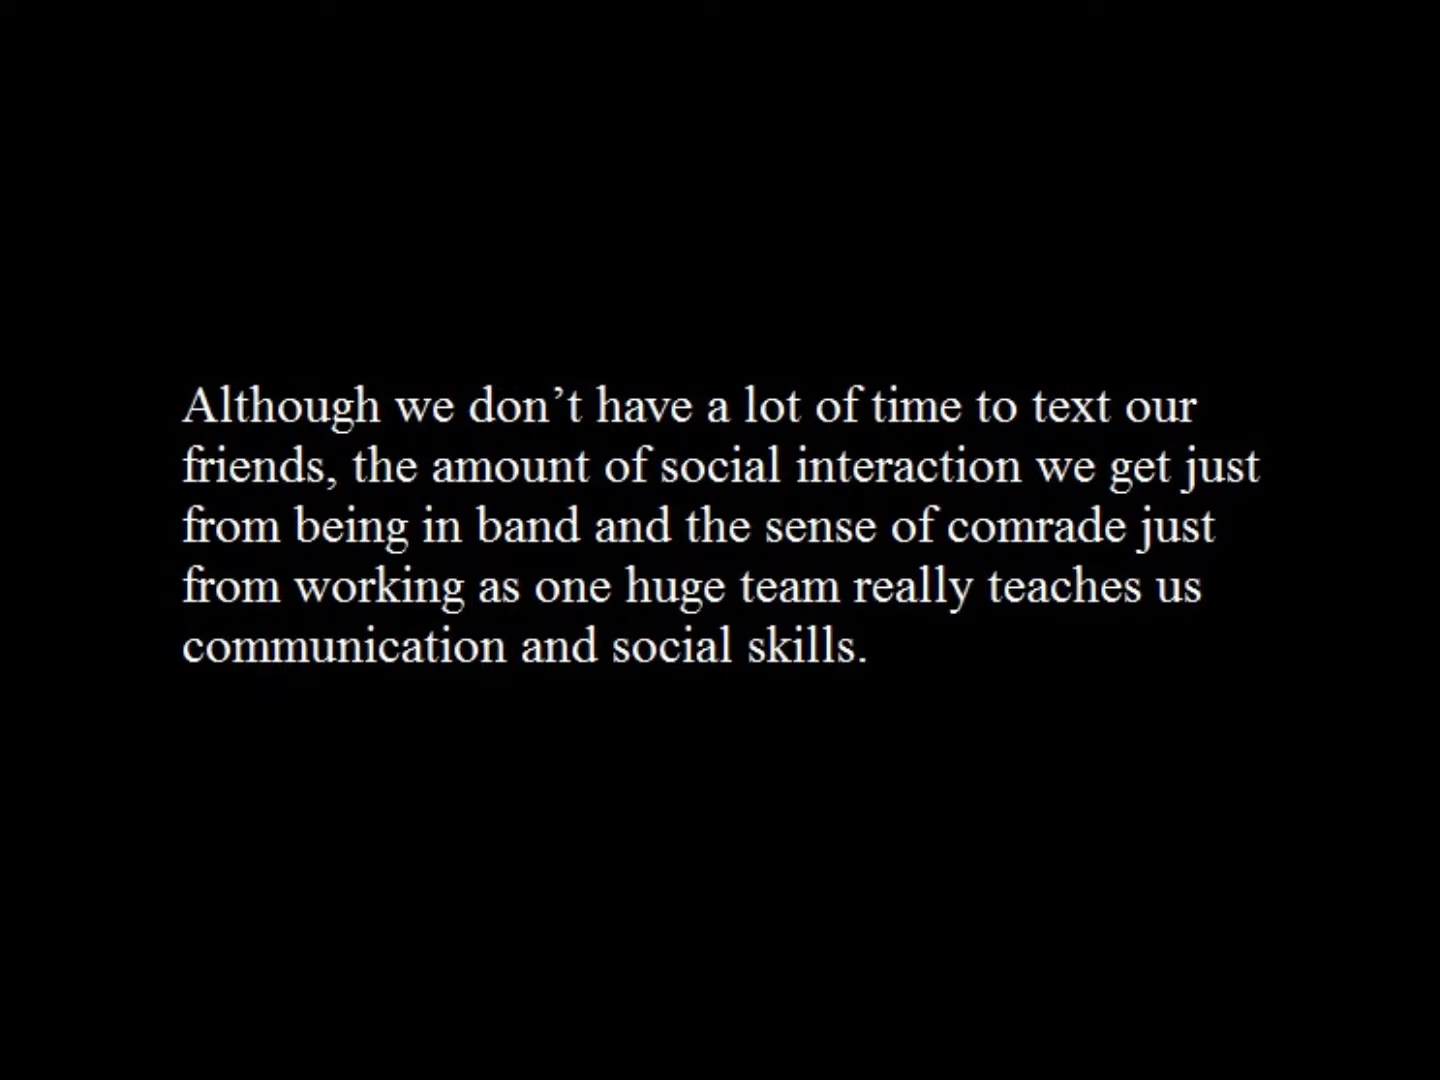 Although we don’t have a lot of time to text our
friends, the amount of social interaction we get just
from being in band and the sense of comrade just
from working as one huge team really teaches us
communication and social skills.